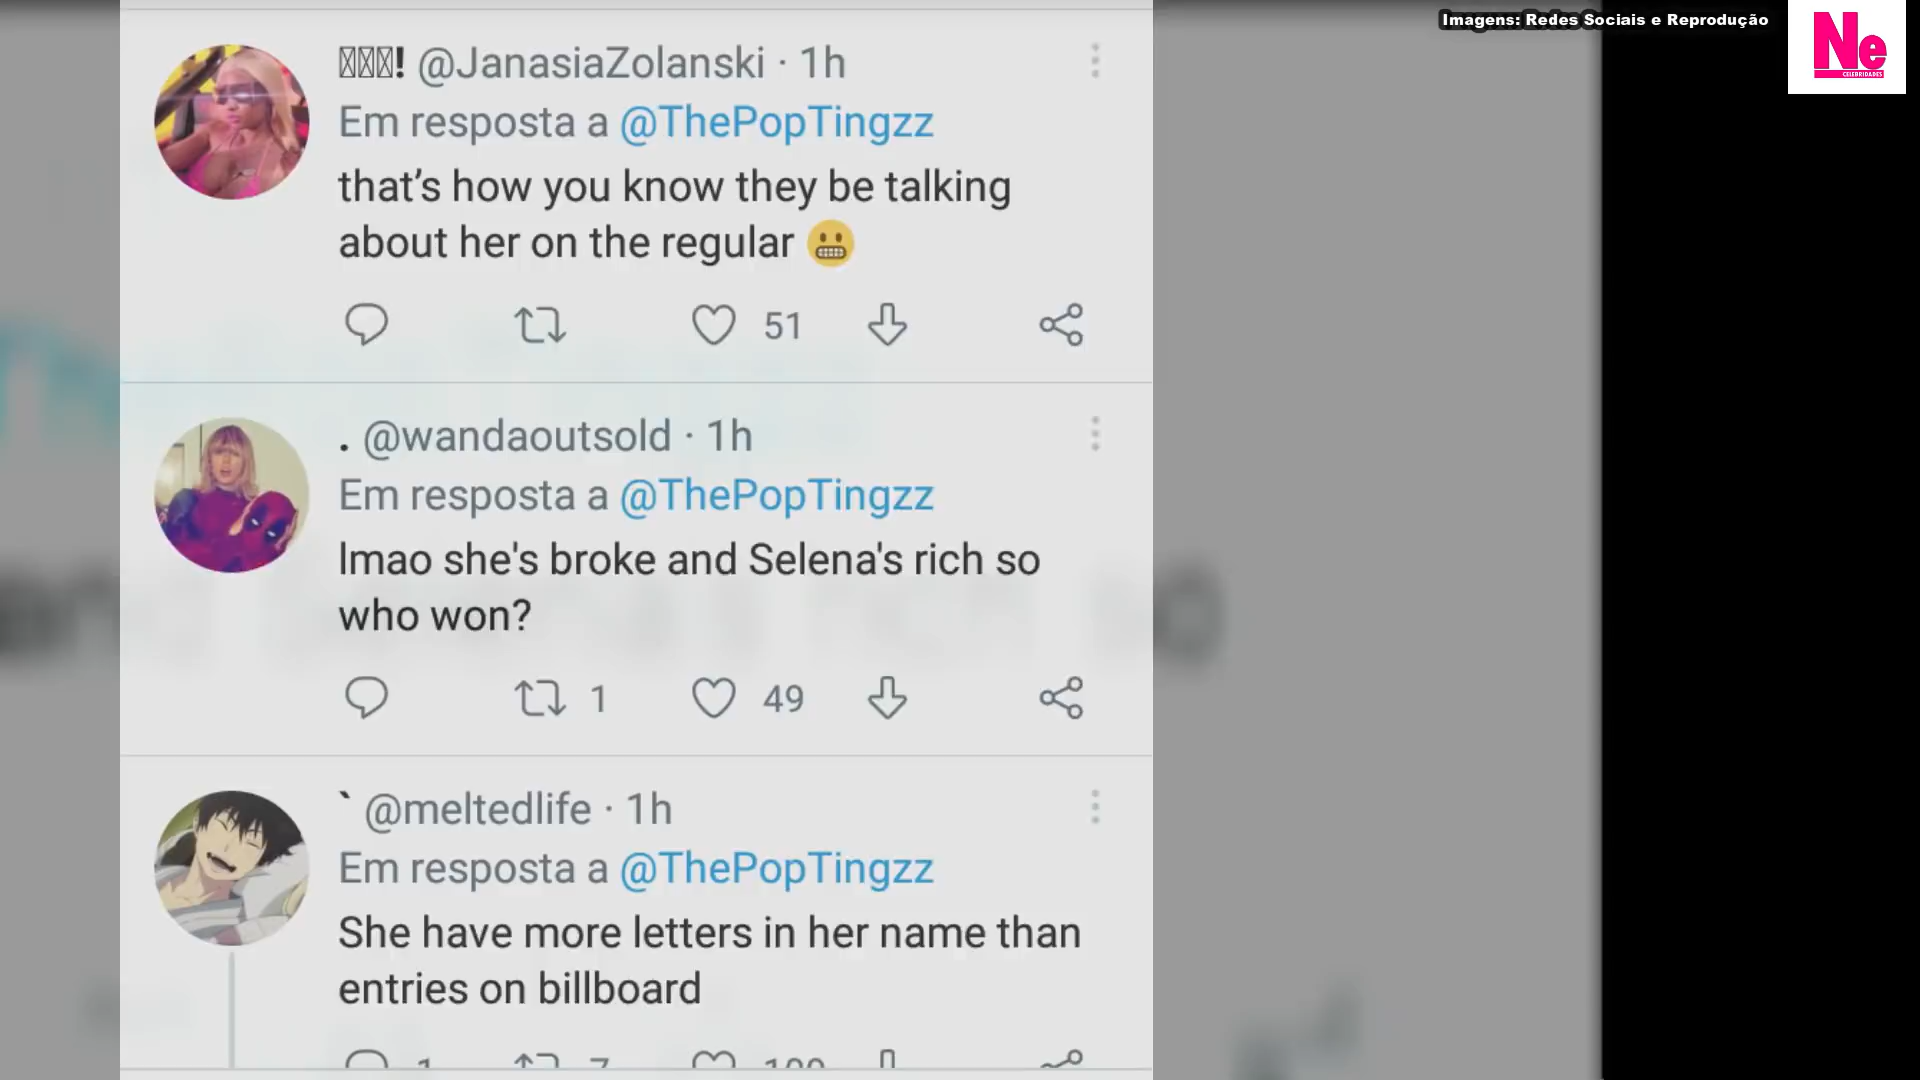 Imagens: Redes Sociais e Reprodução
Ne
CELEBRIDADES
! @JanasiaZolanski · 1h
Em resposta a @ThePopTingzz
that’s how you know they be talking
about her on the regular 😬
51
. @wandaoutsold · 1h
Em resposta a @ThePopTingzz
lmao she's broke and Selena's rich so
who won?
1 49
` @meltedlife · 1h
Em resposta a @ThePopTingzz
She have more letters in her name than
entries on billboard